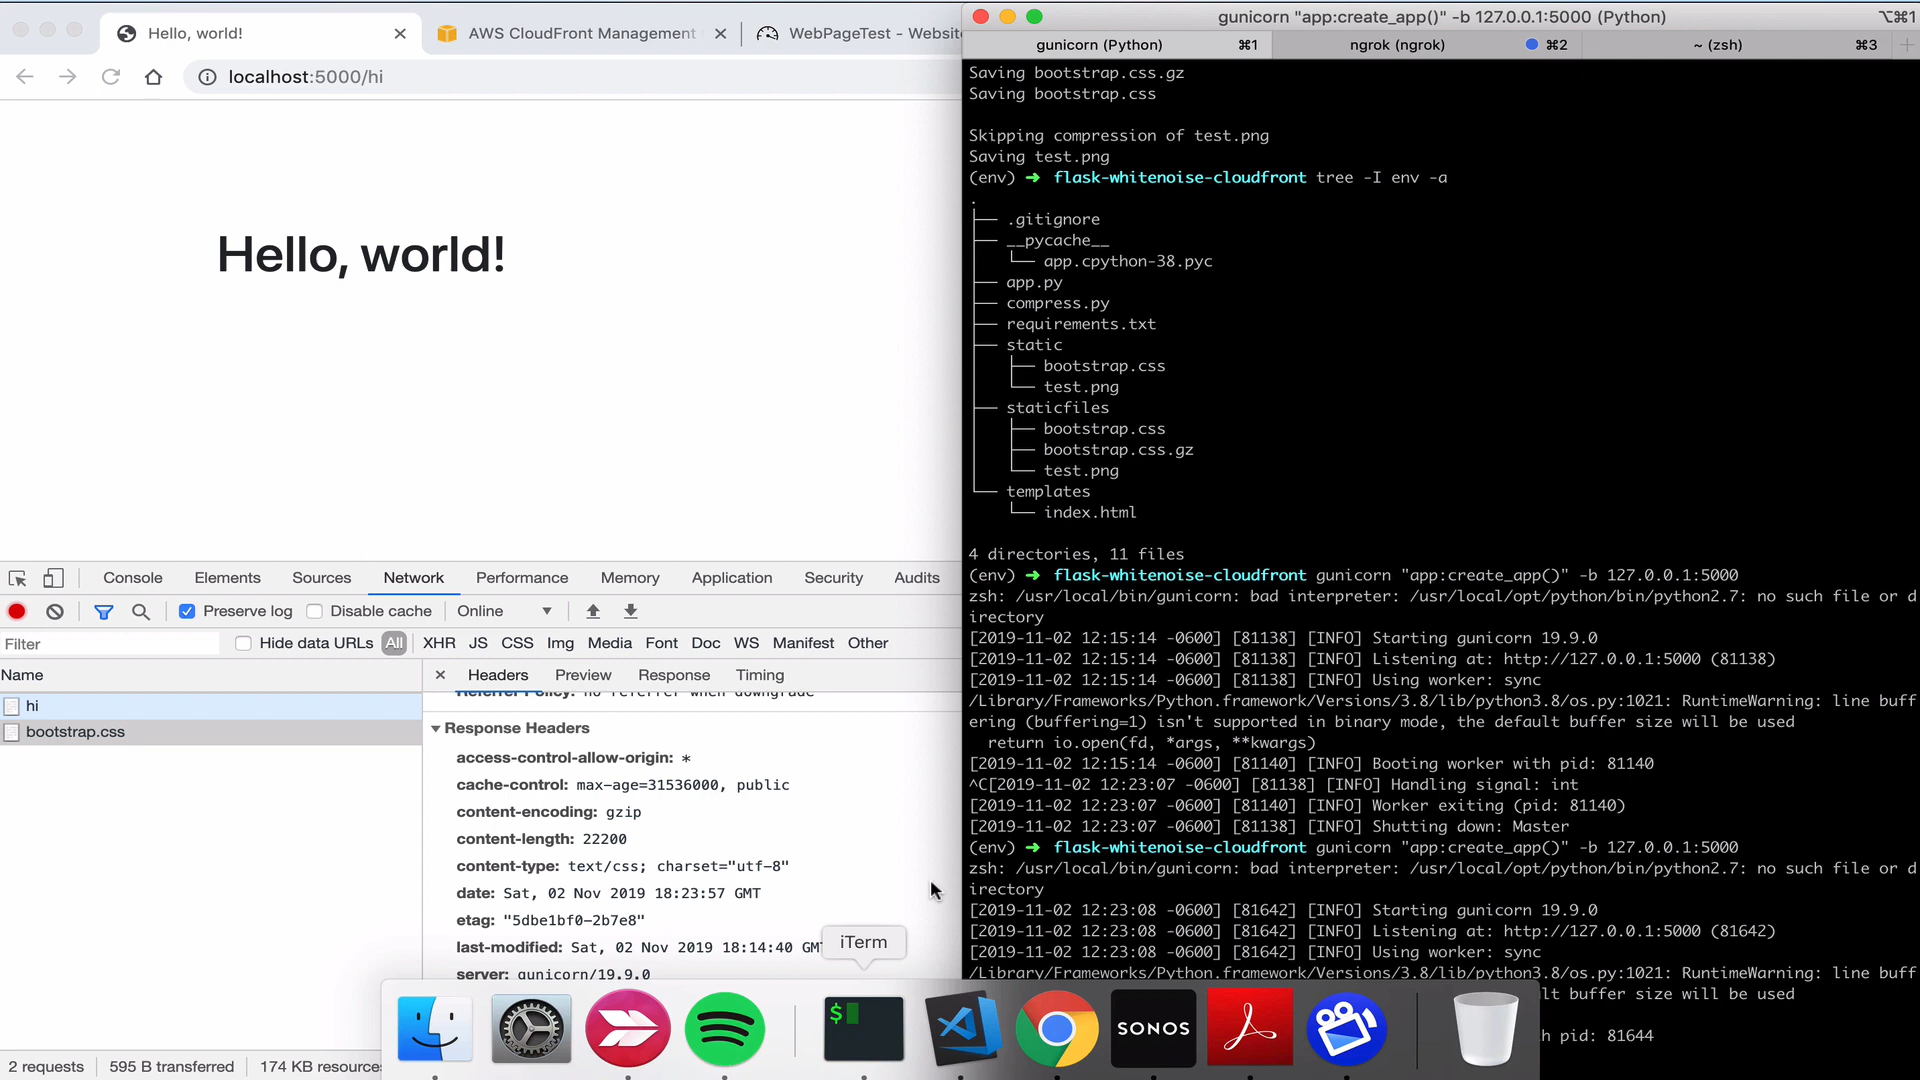 Hello, world!
AWS CloudFront Management
WebPageTest - Website
localhost:5000/hi
Hello, world!
Console Elements Sources Network Performance Memory Application Security Audits
Preserve log Disable cache Online
Filter
Hide data URLs All XHR JS CSS Img Media Font Doc WS Manifest Other
Name
hi
bootstrap.css
Headers Preview Response Timing
Referrer Policy: no-referrer-when-downgrade
Response Headers
access-control-allow-origin: *
cache-control: max-age=31536000, public
content-encoding: gzip
content-length: 22200
content-type: text/css; charset="utf-8"
date: Sat, 02 Nov 2019 18:23:57 GMT
etag: "5dbe1bf0-2b7e8"
last-modified: Sat, 02 Nov 2019 18:14:40 GMT
server: gunicorn/19.9.0
2 requests 595 B transferred 174 KB resources
iTerm
$
SONOS
gunicorn "app:create_app()" -b 127.0.0.1:5000 (Python) ⌥⌘1
gunicorn (Python) ⌘1 ngrok (ngrok) ⌘2 ~ (zsh) ⌘3
Saving bootstrap.css.gz
Saving bootstrap.css
Skipping compression of test.png
Saving test.png
(env) ➜ flask-whitenoise-cloudfront tree -I env -a
.
├── .gitignore
├── __pycache__
│   └── app.cpython-38.pyc
├── app.py
├── compress.py
├── requirements.txt
├── static
│   ├── bootstrap.css
│   └── test.png
├── staticfiles
│   ├── bootstrap.css
│   ├── bootstrap.css.gz
│   └── test.png
└── templates
    └── index.html
4 directories, 11 files
(env) ➜ flask-whitenoise-cloudfront gunicorn "app:create_app()" -b 127.0.0.1:5000
zsh: /usr/local/bin/gunicorn: bad interpreter: /usr/local/opt/python/bin/python2.7: no such file or d
irectory
[2019-11-02 12:15:14 -0600] [81138] [INFO] Starting gunicorn 19.9.0
[2019-11-02 12:15:14 -0600] [81138] [INFO] Listening at: http://127.0.0.1:5000 (81138)
[2019-11-02 12:15:14 -0600] [81138] [INFO] Using worker: sync
/Library/Frameworks/Python.framework/Versions/3.8/lib/python3.8/os.py:1021: RuntimeWarning: line buff
ering (buffering=1) isn't supported in binary mode, the default buffer size will be used
  return io.open(fd, *args, **kwargs)
[2019-11-02 12:15:14 -0600] [81140] [INFO] Booting worker with pid: 81140
^C[2019-11-02 12:23:07 -0600] [81138] [INFO] Handling signal: int
[2019-11-02 12:23:07 -0600] [81140] [INFO] Worker exiting (pid: 81140)
[2019-11-02 12:23:07 -0600] [81138] [INFO] Shutting down: Master
(env) ➜ flask-whitenoise-cloudfront gunicorn "app:create_app()" -b 127.0.0.1:5000
zsh: /usr/local/bin/gunicorn: bad interpreter: /usr/local/opt/python/bin/python2.7: no such file or d
irectory
[2019-11-02 12:23:08 -0600] [81642] [INFO] Starting gunicorn 19.9.0
[2019-11-02 12:23:08 -0600] [81642] [INFO] Listening at: http://127.0.0.1:5000 (81642)
[2019-11-02 12:23:08 -0600] [81642] [INFO] Using worker: sync
/Library/Frameworks/Python.framework/Versions/3.8/lib/python3.8/os.py:1021: RuntimeWarning: line buff
ult buffer size will be used
h pid: 81644